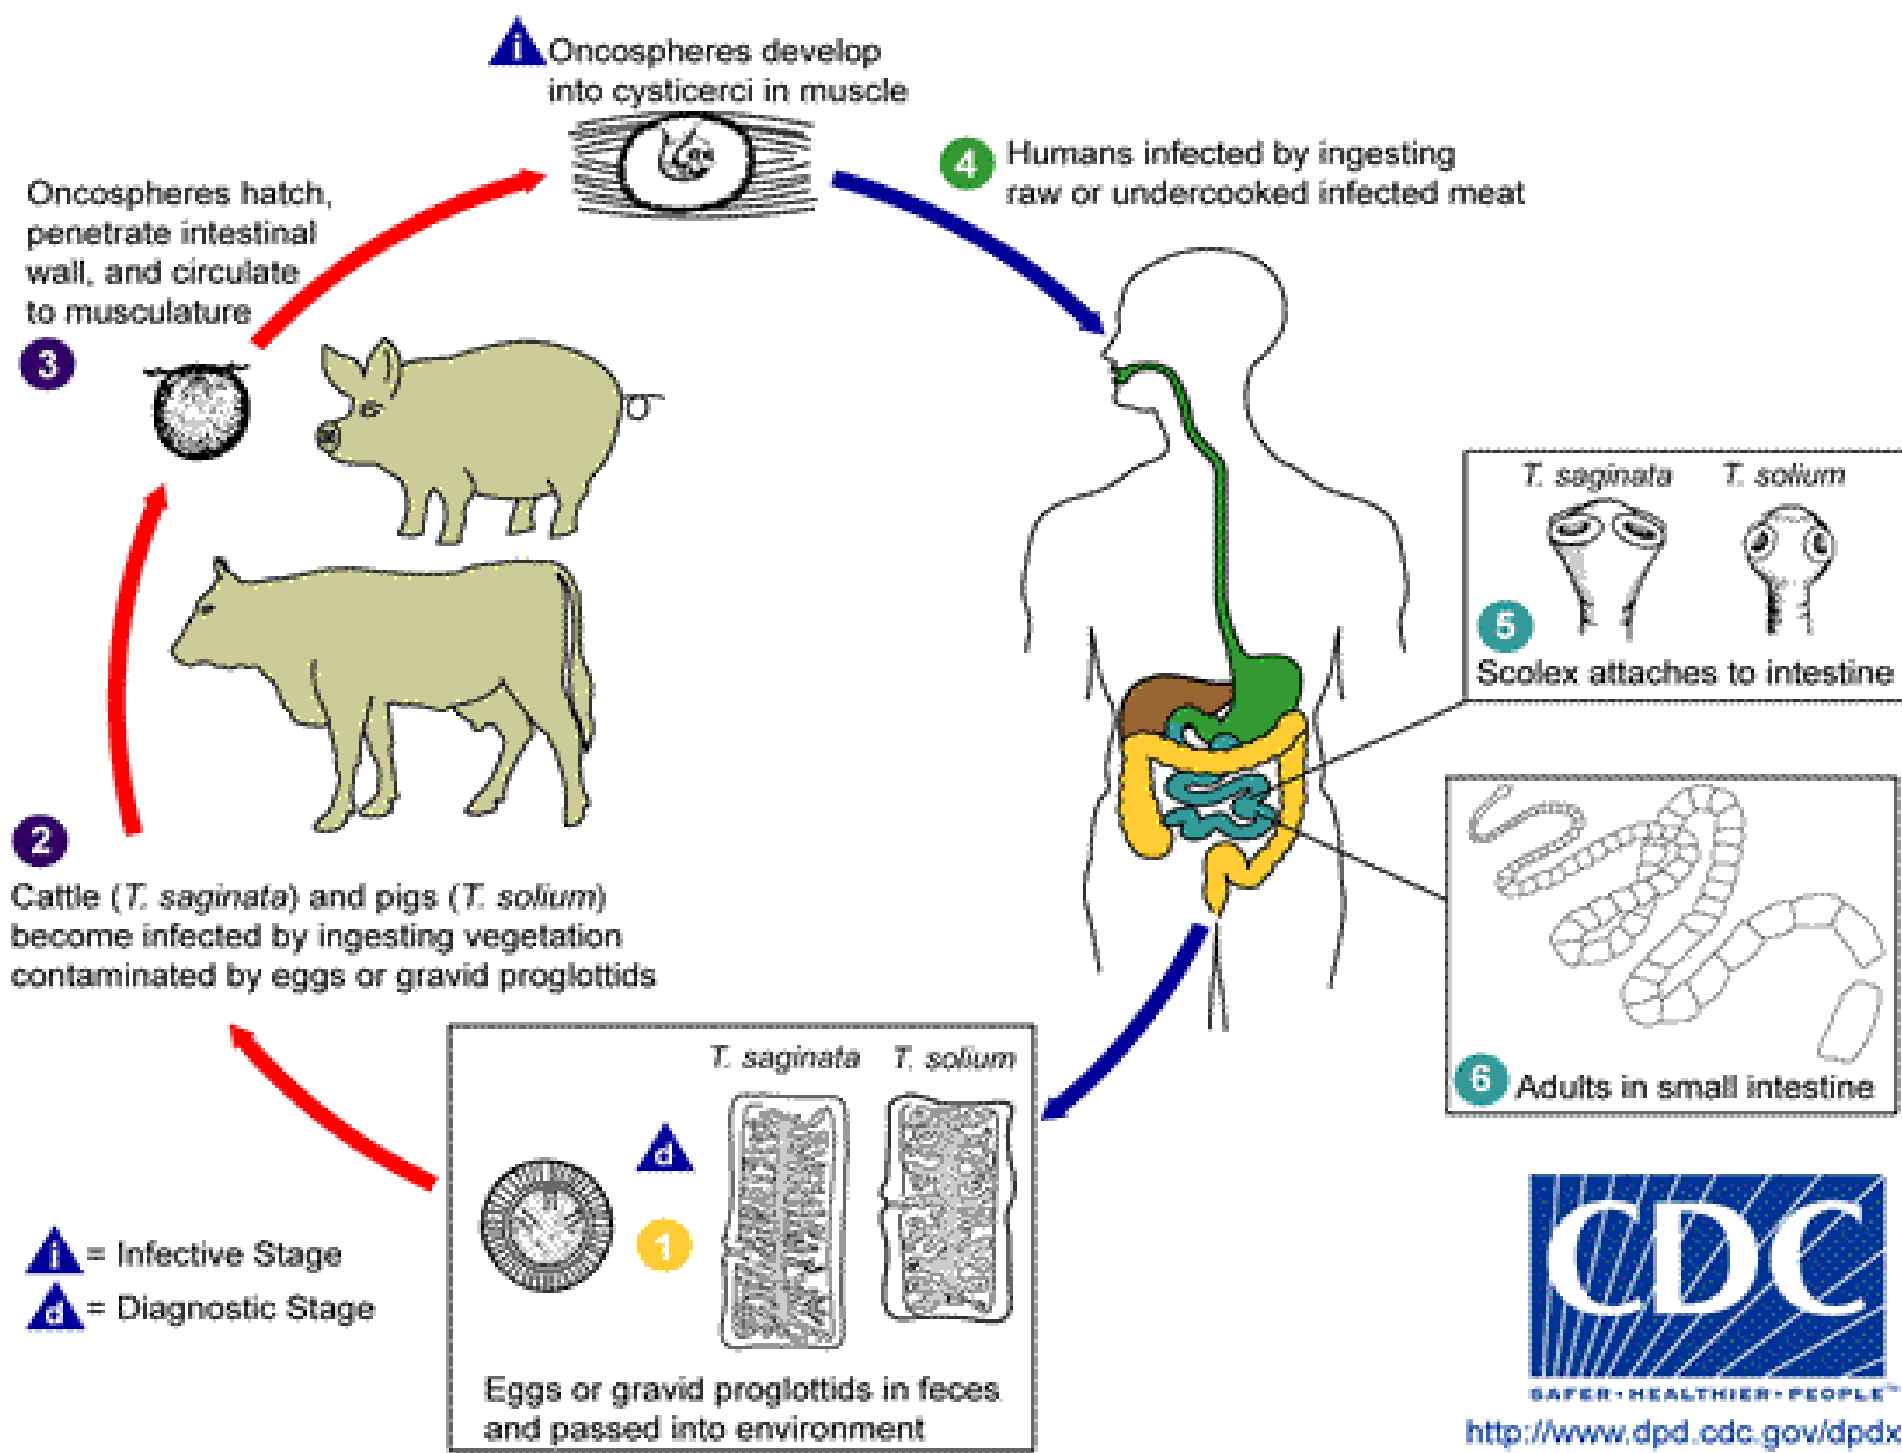 i Oncospheres develop
into cysticerci in muscle
4 Humans infected by ingesting
raw or undercooked infected meat
Oncospheres hatch,
penetrate intestinal
wall, and circulate
to musculature
3
T. saginata T. solium
5
Scolex attaches to intestine
2
Cattle (T. saginata) and pigs (T. solium)
become infected by ingesting vegetation
contaminated by eggs or gravid proglottids
6 Adults in small intestine
T. saginata T. solium
d
1
Eggs or gravid proglottids in feces
and passed into environment
i = Infective Stage
d = Diagnostic Stage
CDC
SAFER • HEALTHIER • PEOPLE™
http://www.dpd.cdc.gov/dpdx